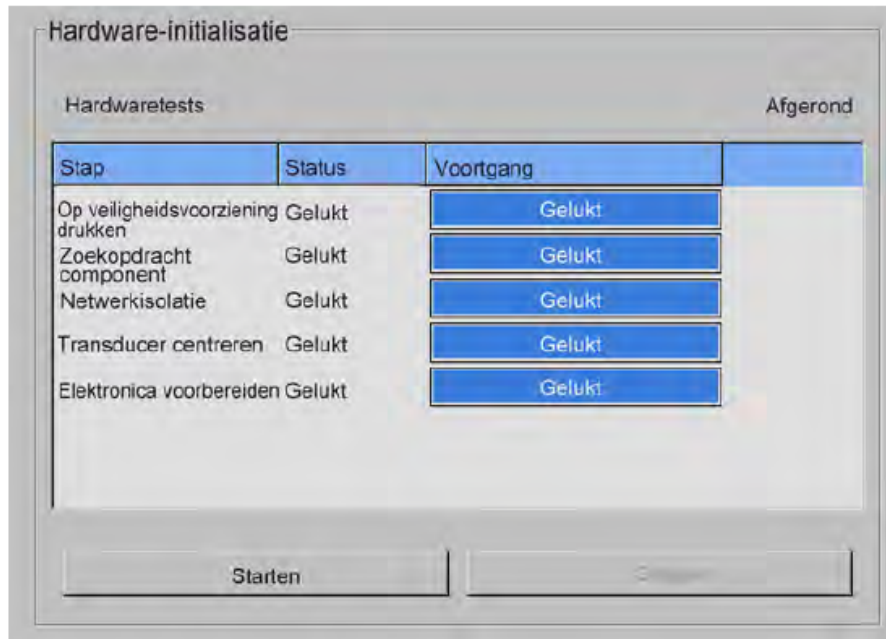 Hardware-initialisatie
Hardwaretests Afgerond
Stap Status Voortgang
Op veiligheidsvoorziening drukken Gelukt Gelukt
Zoekopdracht component Gelukt Gelukt
Netwerkisolatie Gelukt Gelukt
Transducer centreren Gelukt Gelukt
Elektronica voorbereiden Gelukt Gelukt
Starten